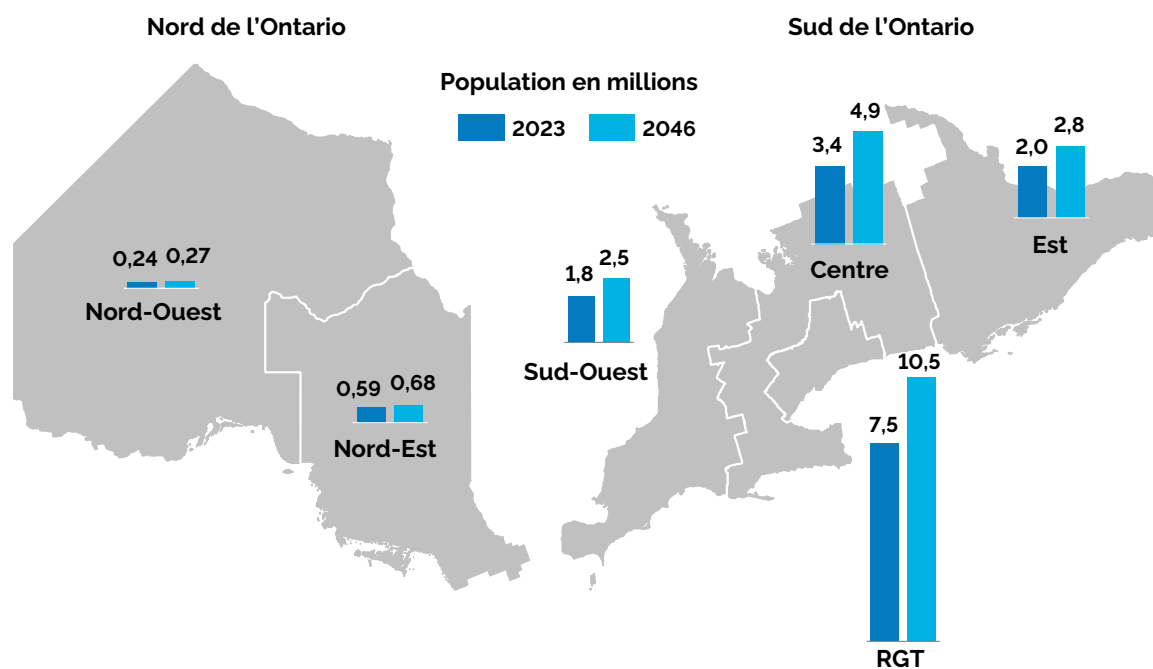 Nord de l’Ontario
Sud de l’Ontario
Population en millions
2023 2046
0,24 0,27
Nord-Ouest
0,59 0,68
Nord-Est
1,8 2,5
Sud-Ouest
3,4 4,9
Centre
2,0 2,8
Est
7,5 10,5
RGT